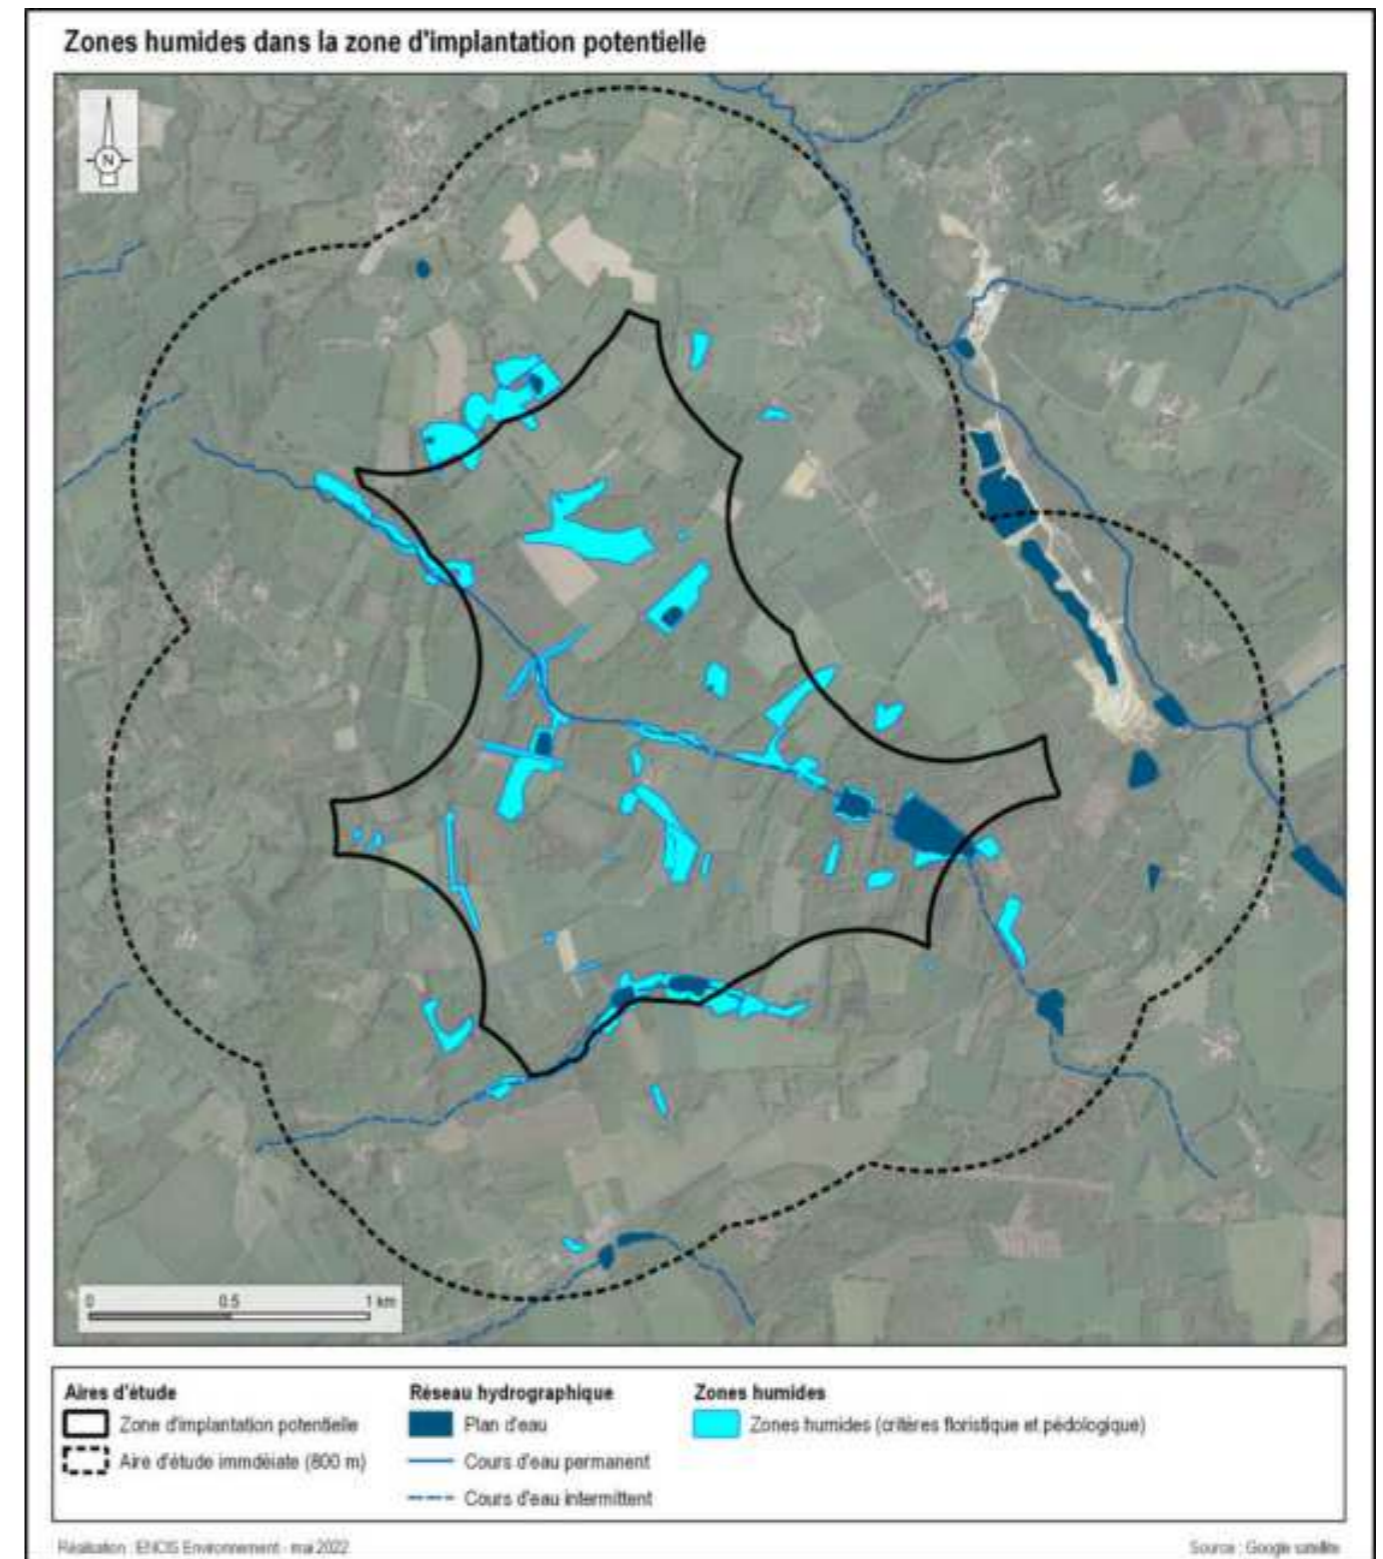 Zones humides dans la zone d'implantation potentielle
N
0 0.5 1 km
Aires d'étude
Zone d'implantation potentielle
Aire d'étude immdéiate (800 m)
Réseau hydrographique
Plan d'eau
Cours d'eau permanent
Cours d'eau intermittent
Zones humides
Zones humides (critères floristique et pédologique)
Réalisation : ENCIS Environnement - mai 2022
Source : Google satellite